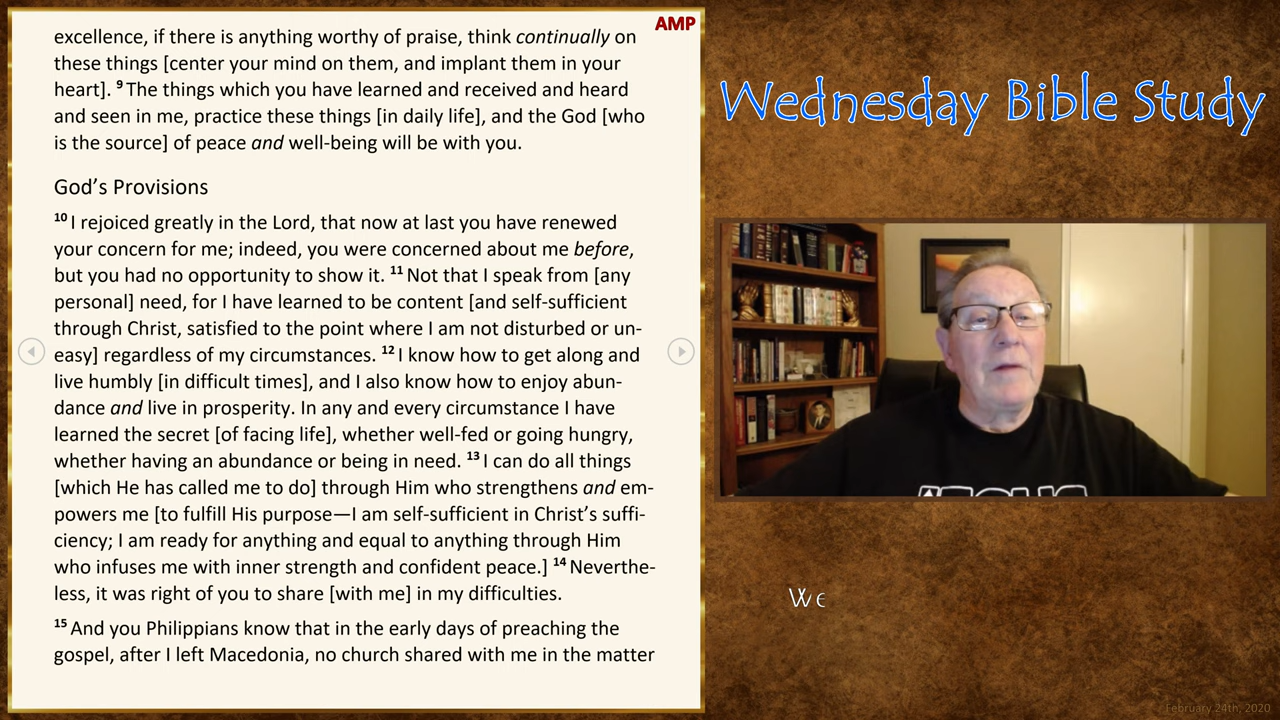 AMP
excellence, if there is anything worthy of praise, think continually on
these things [center your mind on them, and implant them in your
heart]. 9 The things which you have learned and received and heard
and seen in me, practice these things [in daily life], and the God [who
is the source] of peace and well-being will be with you.
God’s Provisions
10 I rejoiced greatly in the Lord, that now at last you have renewed
your concern for me; indeed, you were concerned about me before,
but you had no opportunity to show it. 11 Not that I speak from [any
personal] need, for I have learned to be content [and self-sufficient
through Christ, satisfied to the point where I am not disturbed or un-
easy] regardless of my circumstances. 12 I know how to get along and
live humbly [in difficult times], and I also know how to enjoy abun-
dance and live in prosperity. In any and every circumstance I have
learned the secret [of facing life], whether well-fed or going hungry,
whether having an abundance or being in need. 13 I can do all things
[which He has called me to do] through Him who strengthens and em-
powers me [to fulfill His purpose—I am self-sufficient in Christ’s suffi-
ciency; I am ready for anything and equal to anything through Him
who infuses me with inner strength and confident peace.] 14 Neverthe-
less, it was right of you to share [with me] in my difficulties.
15 And you Philippians know that in the early days of preaching the
gospel, after I left Macedonia, no church shared with me in the matter
Wednesday Bible Study
We
February 24th, 2020